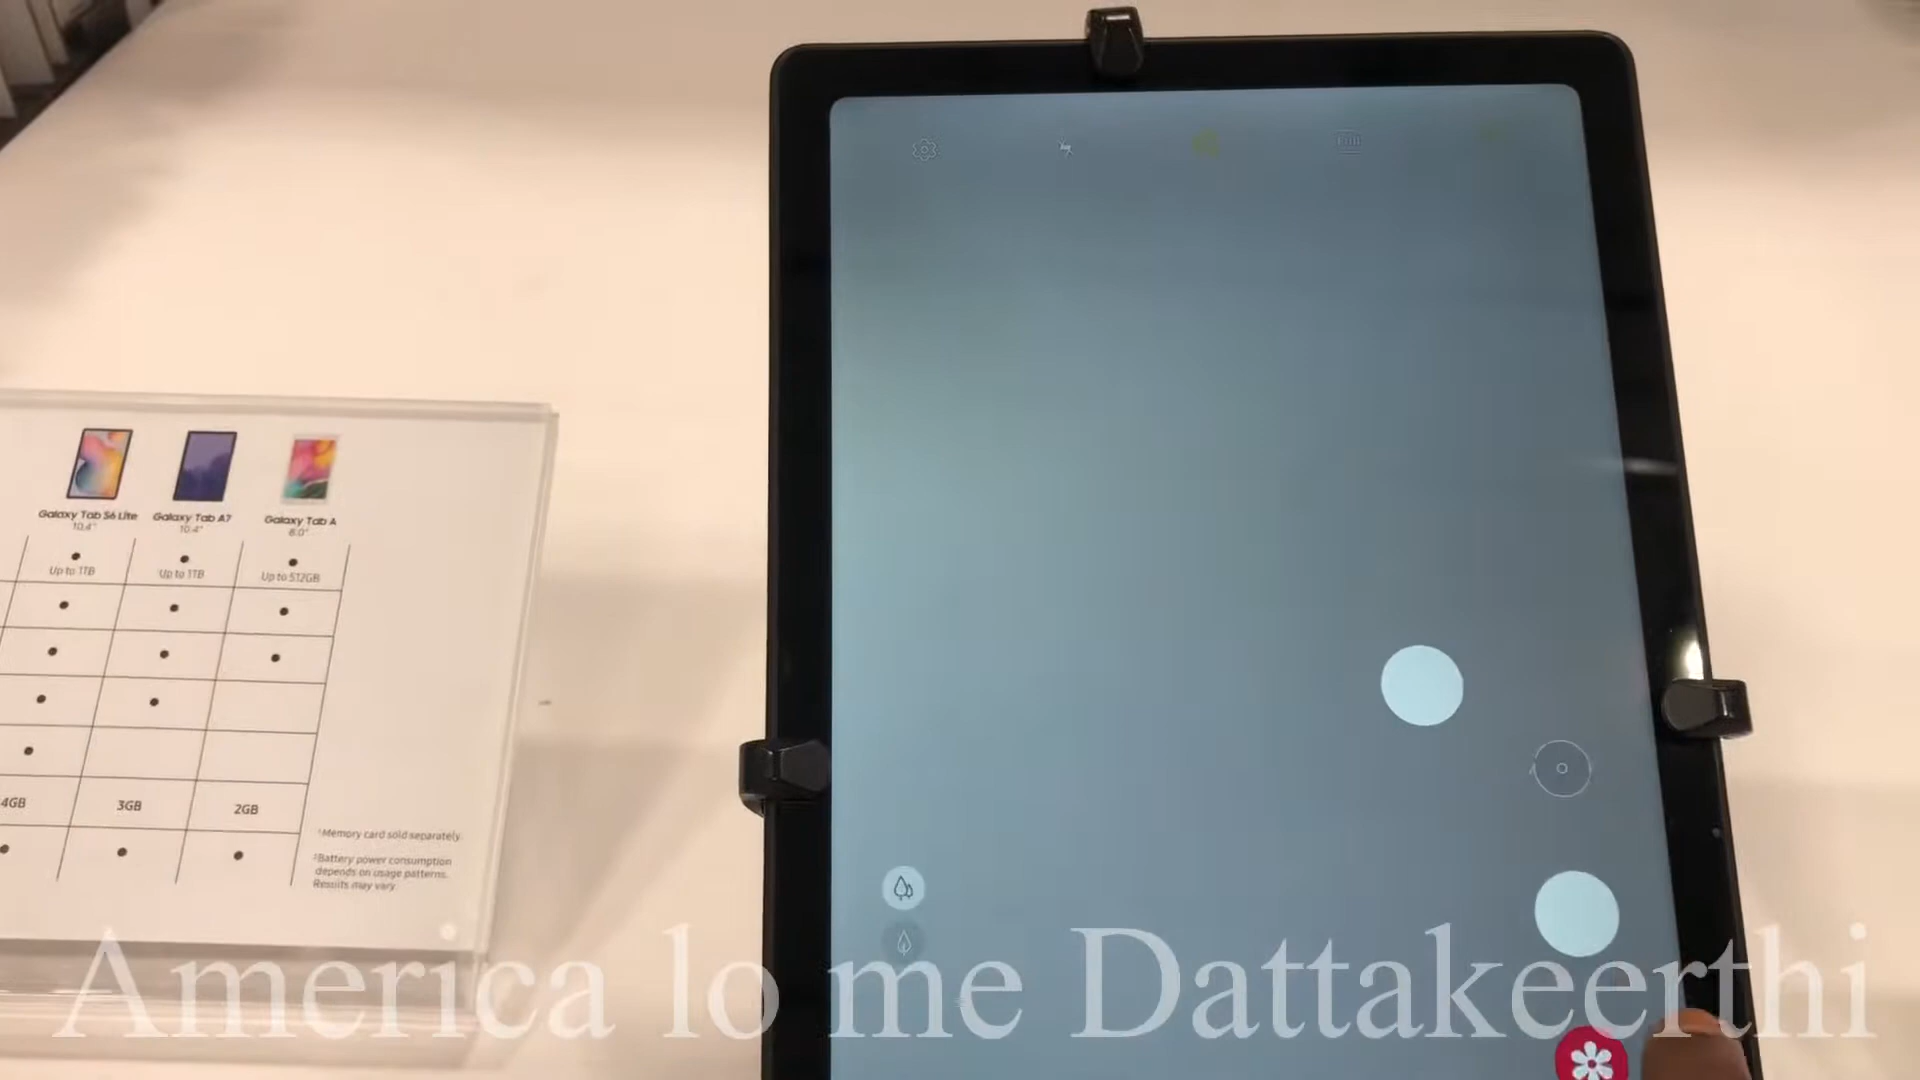 Galaxy Tab S6 Lite Galaxy Tab A7 Galaxy Tab A
10.4" 10.4" 8.0"
Up to 1TB Up to 1TB Up to 512GB
4GB 3GB 2GB
¹Memory card sold separately.
²Battery power consumption
depends on usage patterns.
Results may vary.
Full
America lo me Dattakeerthi